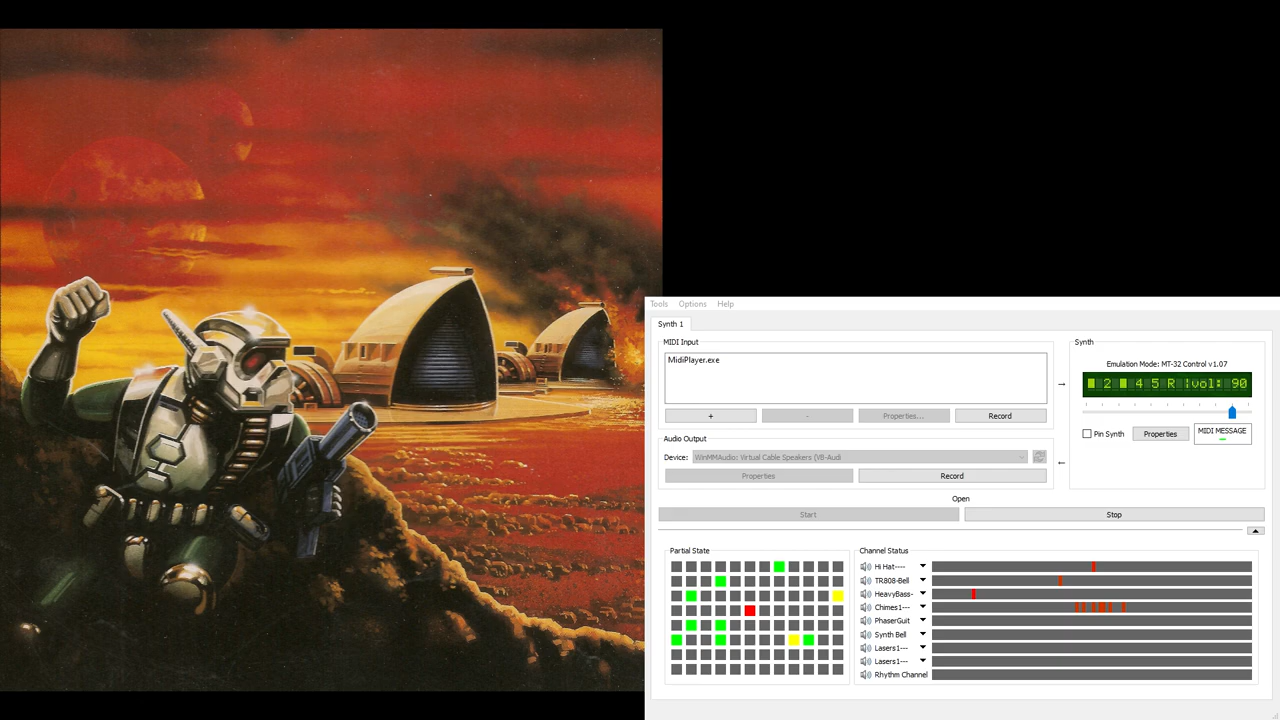 Tools Options Help
Synth 1
MIDI Input
MidiPlayer.exe
+ - Properties... Record
Audio Output
Device: WinMMAudio: Virtual Cable Speakers (VB-Audi
Properties Record
Synth
Emulation Mode: MT-32 Control v1.07
2 4 5 R |vol: 90
Pin Synth Properties MIDI MESSAGE
Open
Start Stop
Partial State
Channel Status
Hi Hat----
TR808-Bell
HeavyBass-
Chimes1---
PhaserGuit
Synth Bell
Lasers1---
Lasers1---
Rhythm Channel